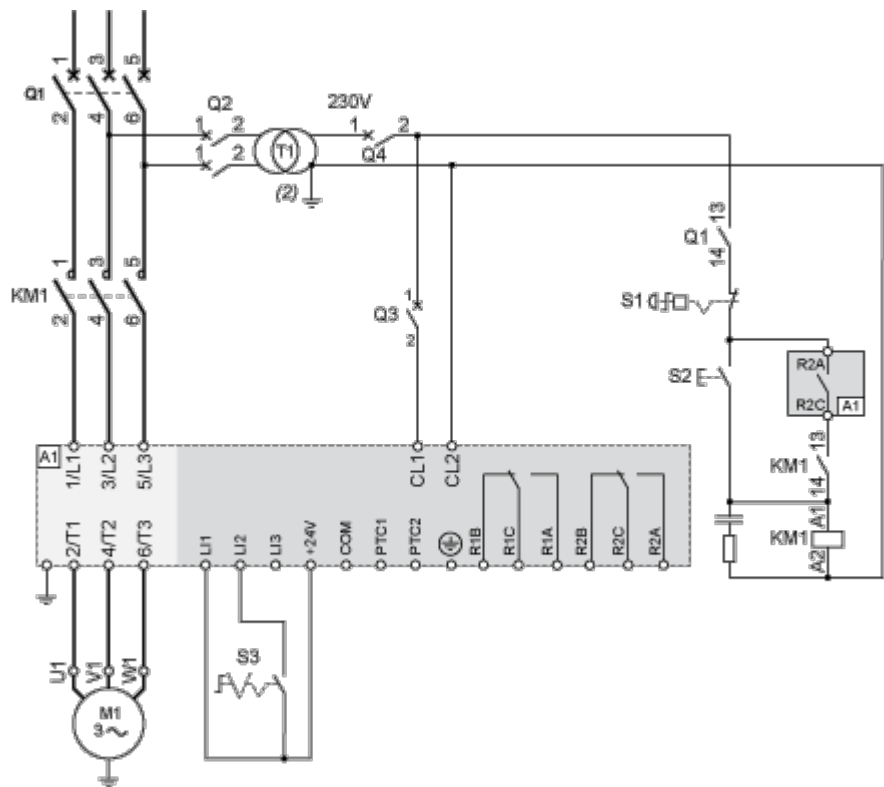 1 3 5
Q1
2 4 6
Q2
1 2
1 2
T1
(2)
230V
1 2
Q4
13
Q1
14
1 3 5
KM1
2 4 6
1
Q3
2
S1
S2
R2A
R2C A1
13
KM1
14
A1
KM1
A2
A1
1/L1 3/L2 5/L3 CL1 CL2
2/T1 4/T2 6/T3
LI1 LI2 LI3 +24V COM PTC1 PTC2 R1B R1C R1A R2B R2C R2A
S3
U1 V1 W1
M1
3